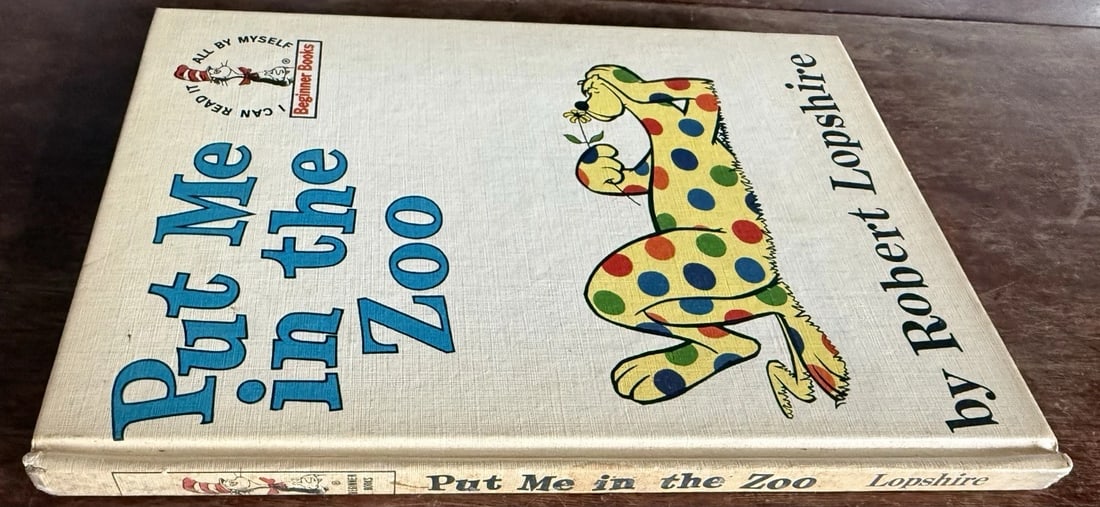 I CAN READ IT ALL BY MYSELF
®
Beginner Books
Put Me
in the
Zoo
by Robert Lopshire
BEGINNER
BOOKS
Put Me in the Zoo
Lopshire